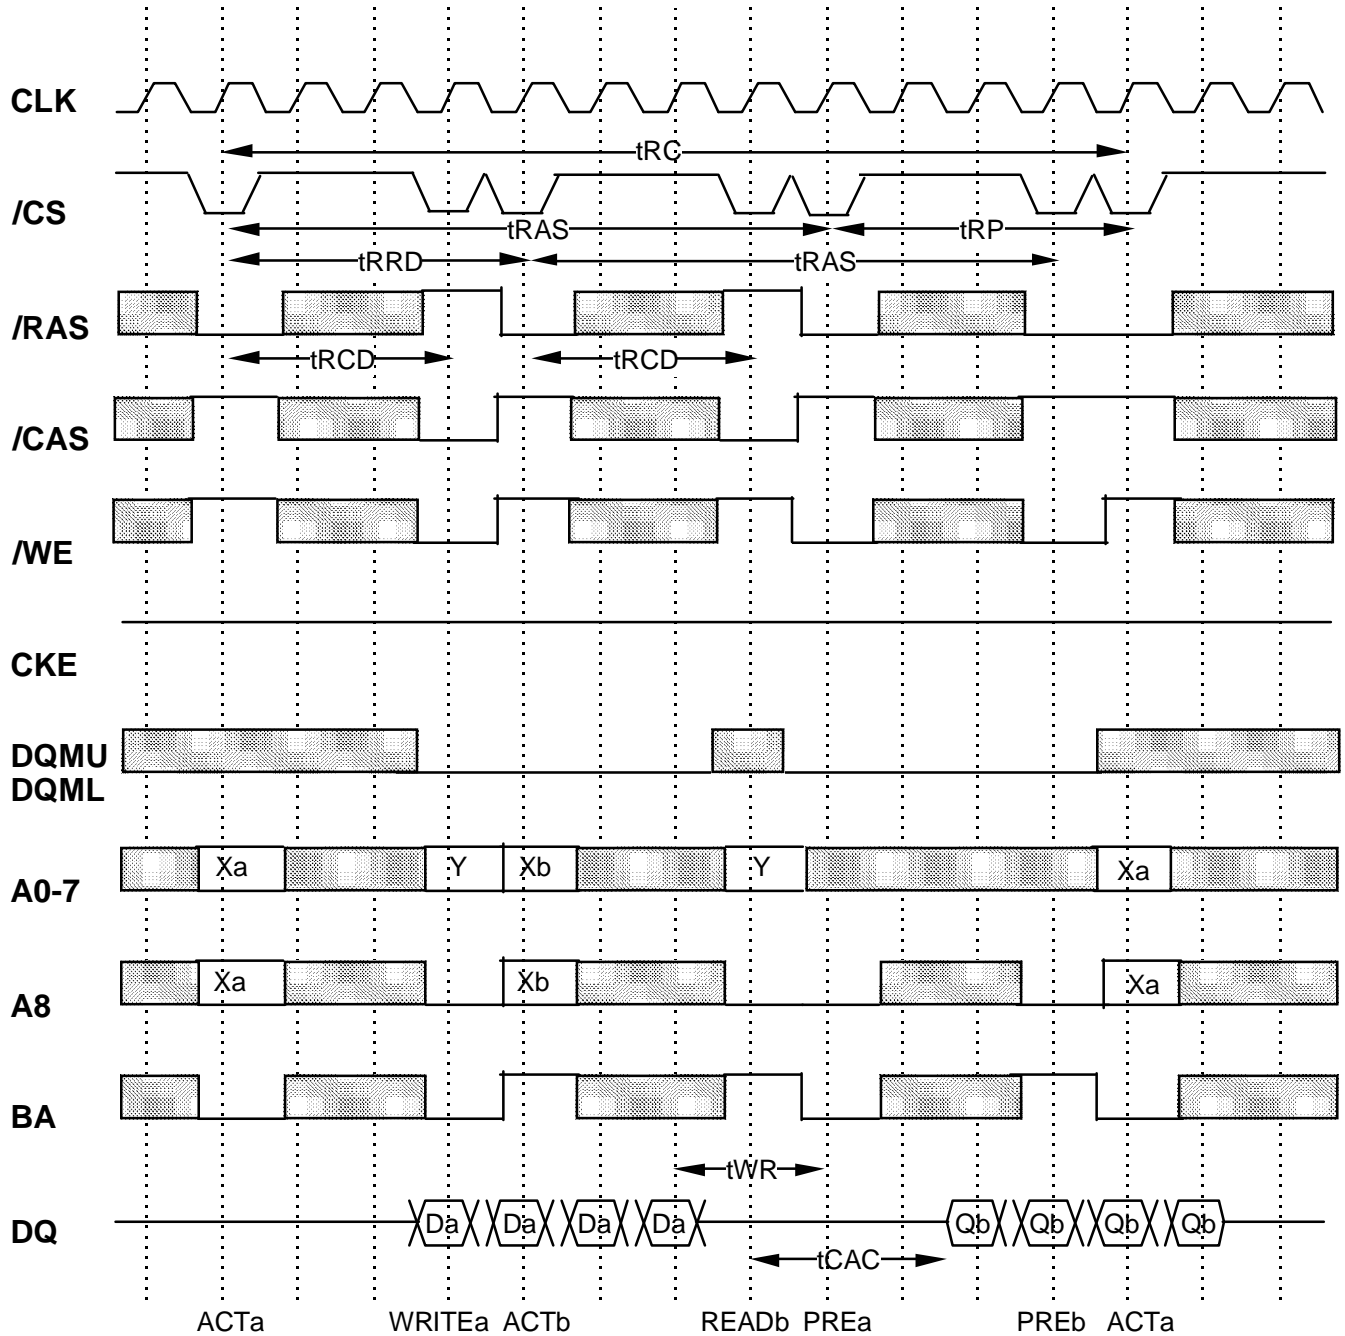 CLK
tRC
/CS
tRAS tRP
tRRD tRAS
/RAS
tRCD tRCD
/CAS
/WE
CKE
DQMU
DQML
Xa Y Xb Y Xa
A0-7
Xa Xb Xa
A8
BA
tWR
DQ Da Da Da Da Qb Qb Qb Qb
tCAC
ACTa WRITEa ACTb READb PREa PREb ACTa